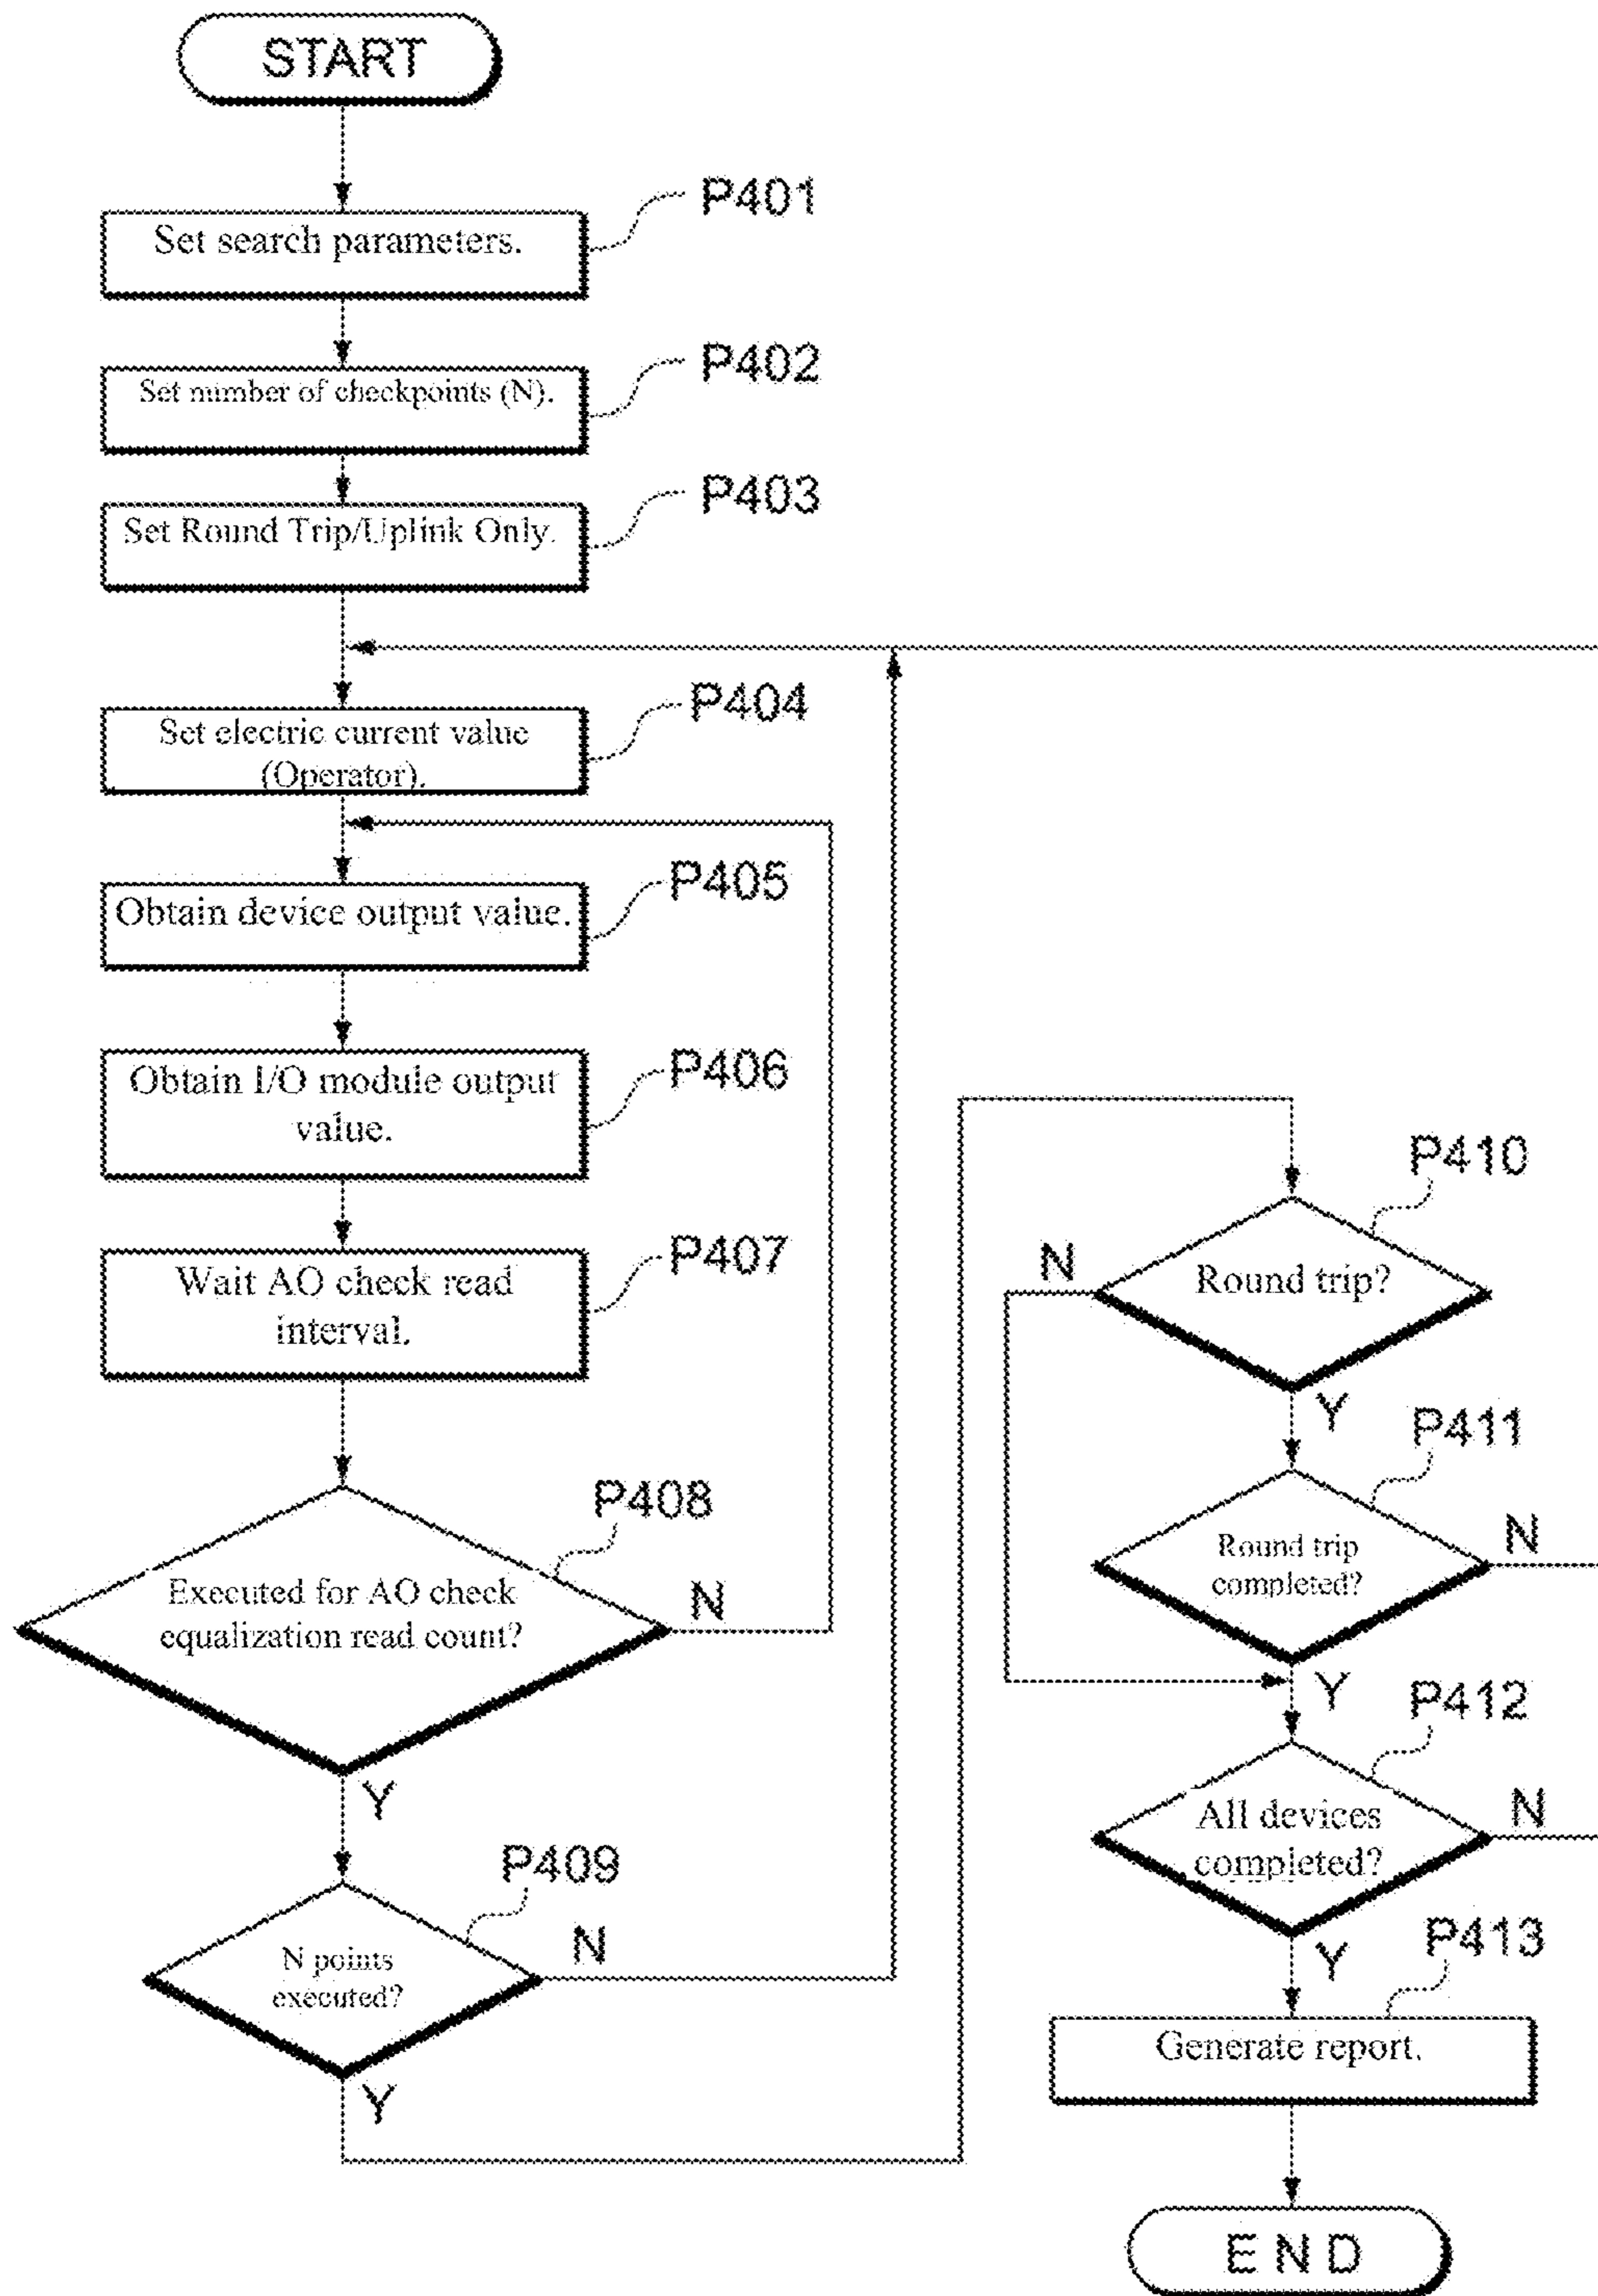 START
P401
Set search parameters.
P402
Set number of checkpoints (N).
P403
Set Round Trip/Uplink Only.
P404
Set electric current value
(Operator).
P405
Obtain device output value.
P406
Obtain I/O module output
value.
P407
Wait AO check read
interval.
P408
Executed for AO check
equalization read count?
N
Y
P409
N points
executed?
N
Y
P410
Round trip?
N
Y
P411
Round trip
completed?
N
Y
P412
All devices
completed?
N
Y
P413
Generate report.
END